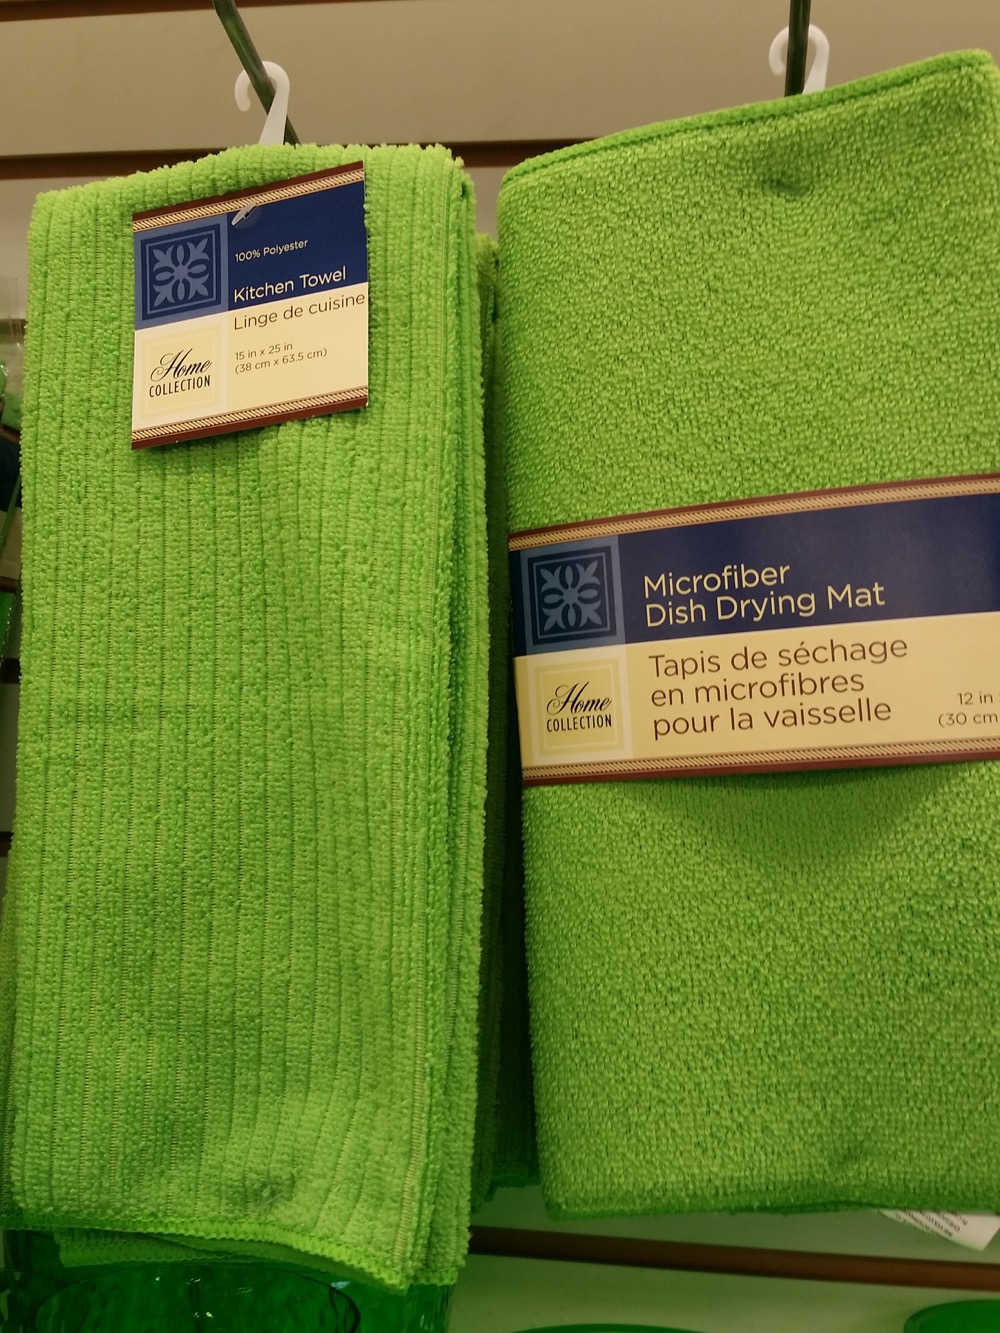 100% Polyester
Kitchen Towel
Linge de cuisine
15 in x 25 in
(38 cm x 63.5 cm)
Home
COLLECTION
Microfiber
Dish Drying Mat
Tapis de séchage
en microfibres
pour la vaisselle
12 in
(30 cm
Home
COLLECTION